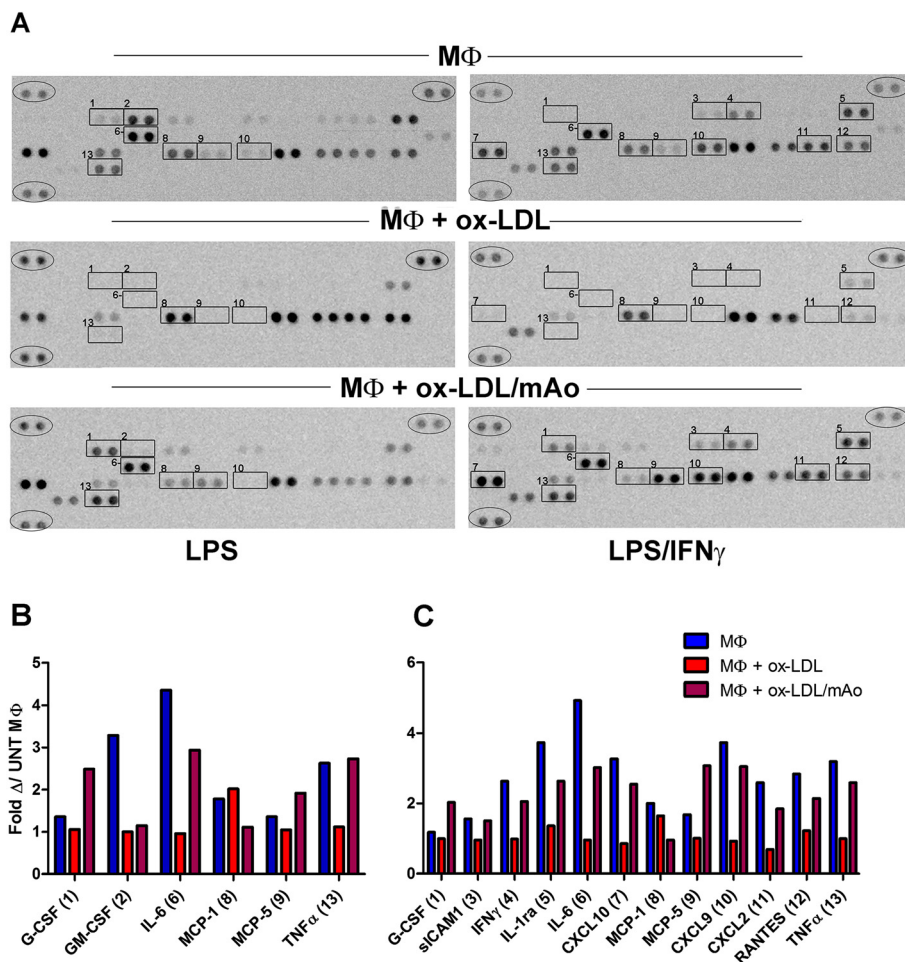 A
MΦ
1 2 6 8 9 10 13
1 3 4 5 6 7 8 9 10 11 12 13
MΦ + ox-LDL
1 2 6 8 9 10 13
1 3 4 5 6 7 8 9 10 11 12 13
MΦ + ox-LDL/mAo
1 2 6 8 9 10 13
1 3 4 5 6 7 8 9 10 11 12 13
LPS
LPS/IFNγ
B
Fold Δ/ UNT MΦ
5
4
3
2
1
0
G-CSF (1)
GM-CSF (2)
IL-6 (6)
MCP-1 (8)
MCP-5 (9)
TNFα (13)
C
MΦ
MΦ + ox-LDL
MΦ + ox-LDL/mAo
6
4
2
0
G-CSF (1)
sICAM1 (3)
IFNγ (4)
IL-1ra (5)
IL-6 (6)
CXCL10 (7)
MCP-1 (8)
MCP-5 (9)
CXCL9 (10)
CXCL2 (11)
RANTES (12)
TNFα (13)